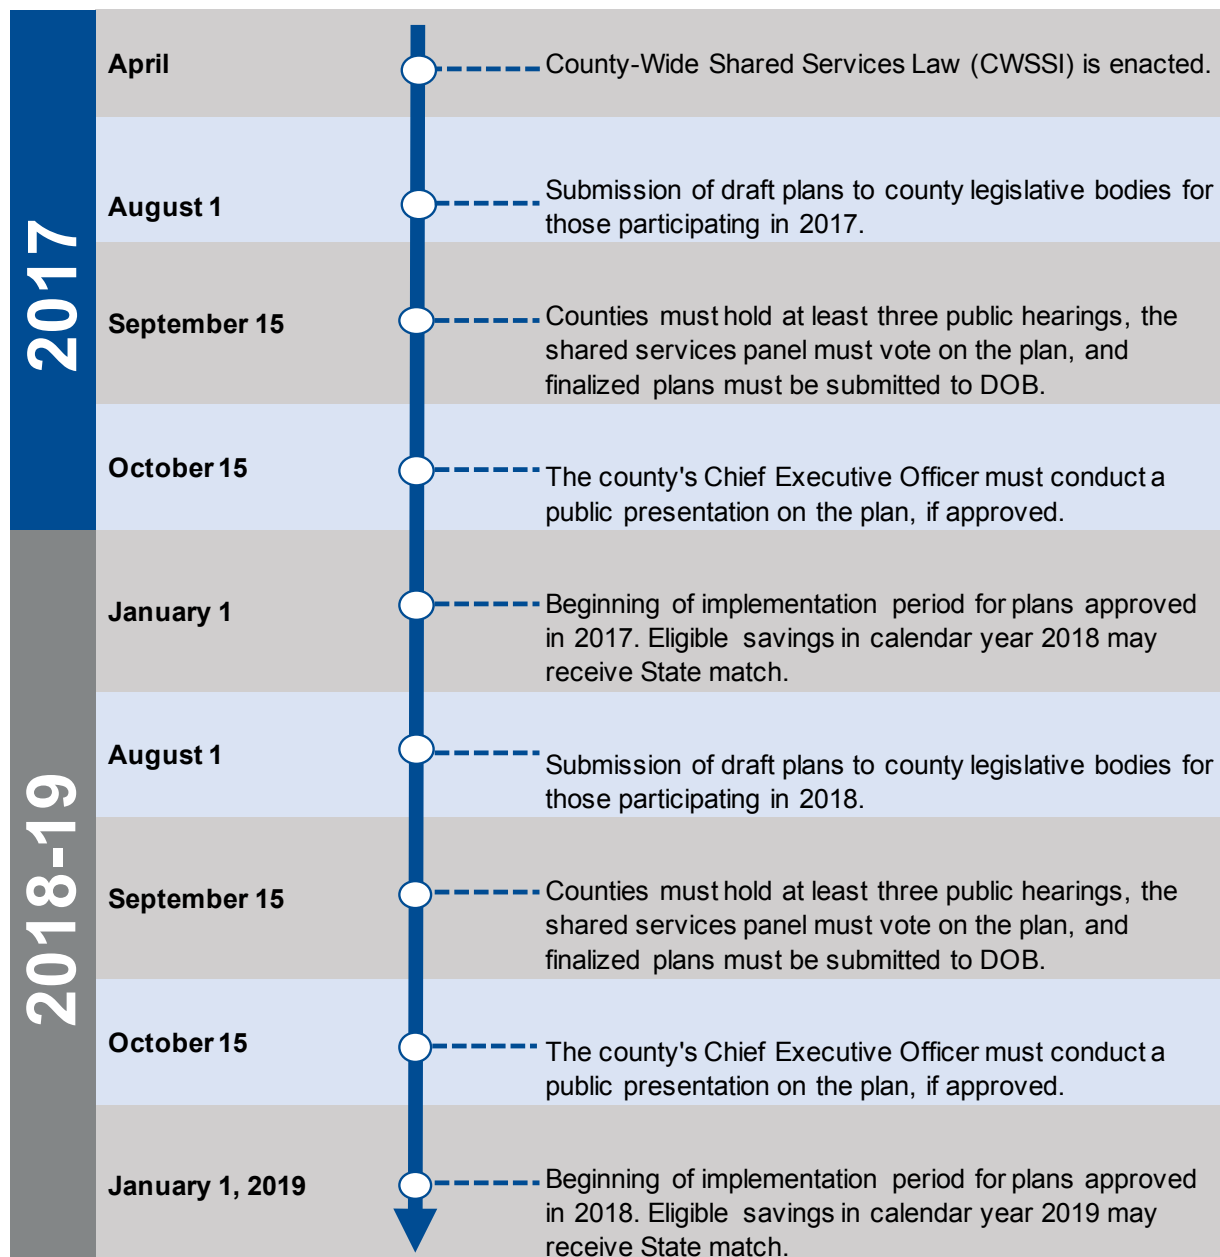 2017
April
County-Wide Shared Services Law (CWSSI) is enacted.
August 1
Submission of draft plans to county legislative bodies for
those participating in 2017.
September 15
Counties must hold at least three public hearings, the
shared services panel must vote on the plan, and
finalized plans must be submitted to DOB.
October 15
The county's Chief Executive Officer must conduct a
public presentation on the plan, if approved.
2018-19
January 1
Beginning of implementation period for plans approved
in 2017. Eligible savings in calendar year 2018 may
receive State match.
August 1
Submission of draft plans to county legislative bodies for
those participating in 2018.
September 15
Counties must hold at least three public hearings, the
shared services panel must vote on the plan, and
finalized plans must be submitted to DOB.
October 15
The county's Chief Executive Officer must conduct a
public presentation on the plan, if approved.
January 1, 2019
Beginning of implementation period for plans approved
in 2018. Eligible savings in calendar year 2019 may
receive State match.